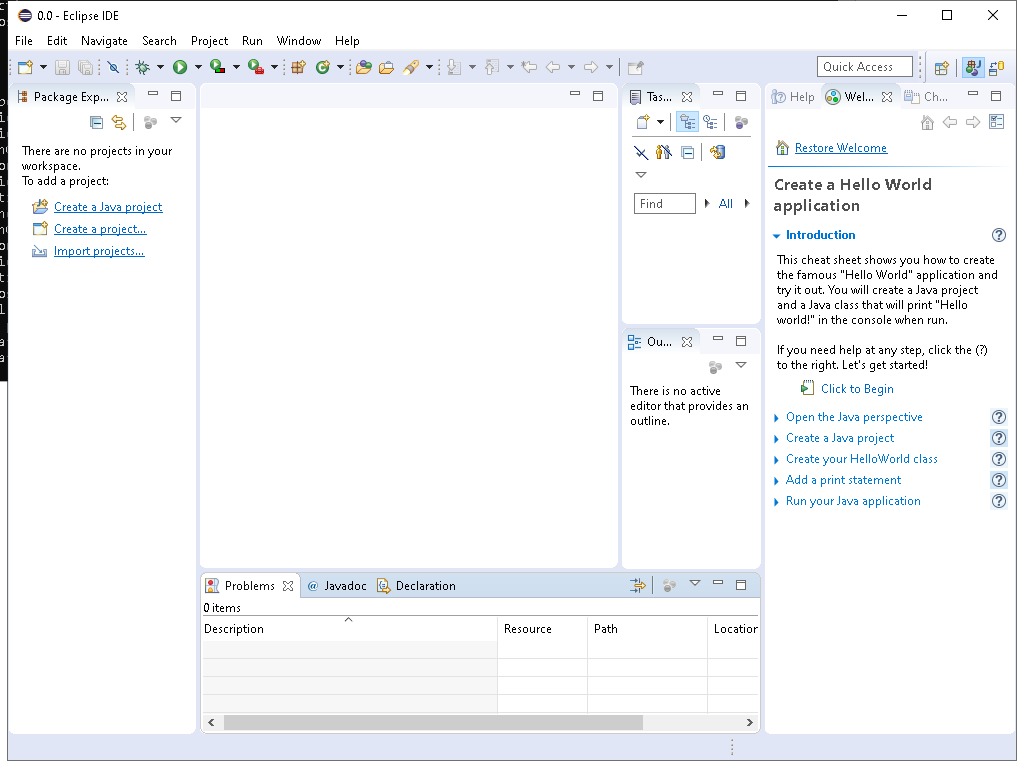 0.0 - Eclipse IDE
File Edit Navigate Search Project Run Window Help
Quick Access
Package Exp...
There are no projects in your
workspace.
To add a project:
Create a Java project
Create a project...
Import projects...
Tas...
Find
All
Ou...
There is no active
editor that provides an
outline.
Help
Wel...
Ch...
Restore Welcome
Create a Hello World
application
Introduction
This cheat sheet shows you how to create
the famous "Hello World" application and
try it out. You will create a Java project
and a Java class that will print "Hello
world!" in the console when run.
If you need help at any step, click the (?)
to the right. Let's get started!
Click to Begin
Open the Java perspective
Create a Java project
Create your HelloWorld class
Add a print statement
Run your Java application
Problems @ Javadoc Declaration
0 items
Description Resource Path Location